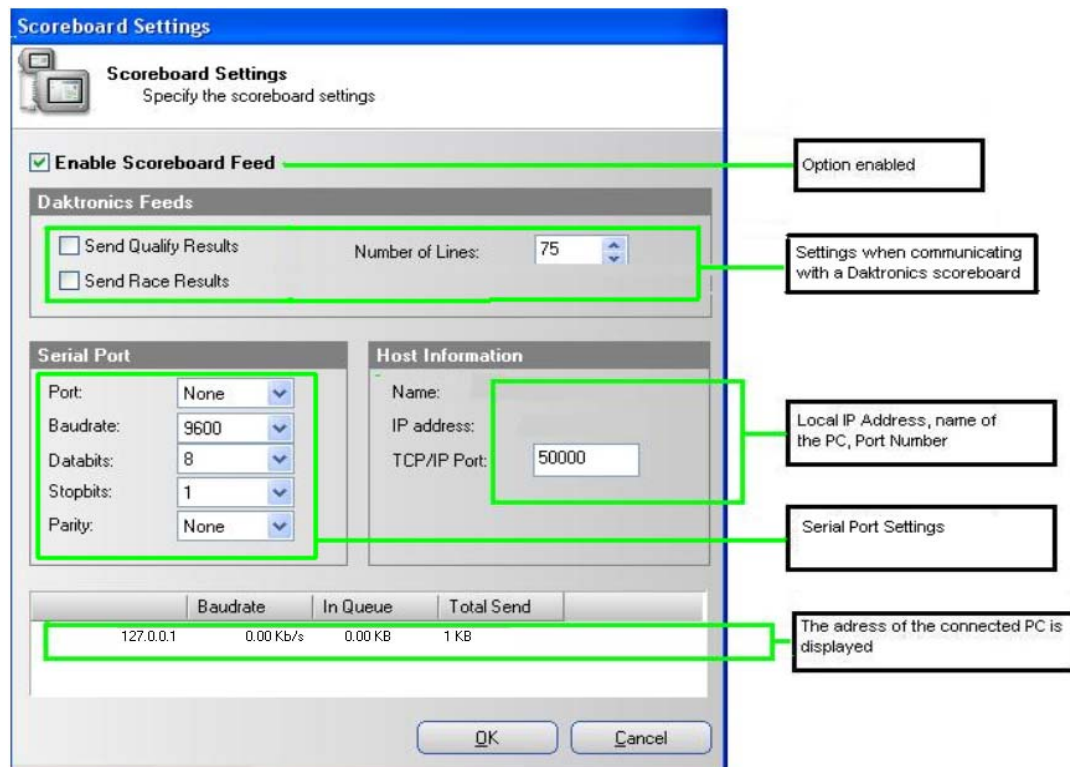 Scoreboard Settings
Scoreboard Settings
Specify the scoreboard settings
Enable Scoreboard Feed
Option enabled
Daktronics Feeds
Send Qualify Results
Number of Lines: 75
Send Race Results
Settings when communicating
with a Daktronics scoreboard
Serial Port
Port: None
Baudrate: 9600
Databits: 8
Stopbits: 1
Parity: None
Host Information
Name:
IP address:
TCP/IP Port: 50000
Local IP Address, name of
the PC, Port Number
Serial Port Settings
Baudrate In Queue Total Send
127.0.0.1 0.00 Kb/s 0.00 KB 1 KB
The adress of the connected PC is
displayed
OK Cancel